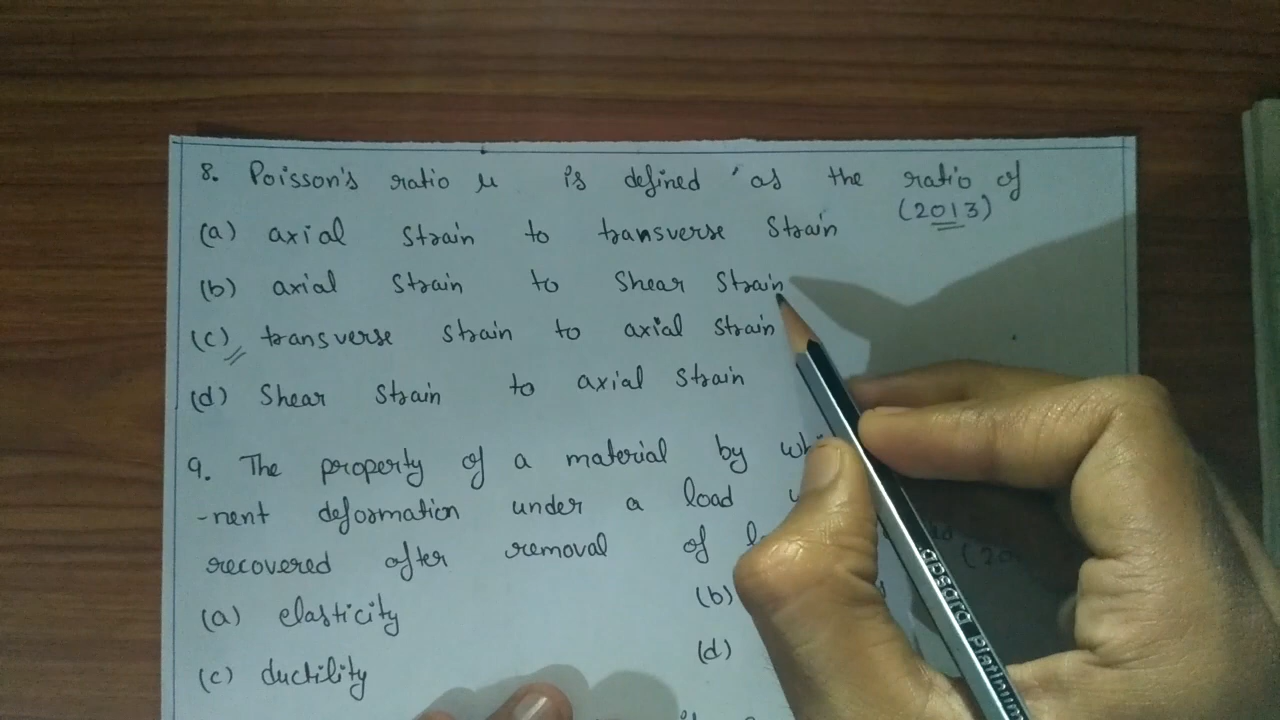 8. Poisson's ratio μ is defined as the ratio of
(2013)
(a) axial strain to transverse strain
(b) axial strain to shear strain
(c) transverse strain to axial strain
(d) Shear strain to axial strain
9. The property of a material by
-nent deformation under a load
recovered after removal of
(a) elasticity (b)
(c) ductility (d)
apsara Platinum